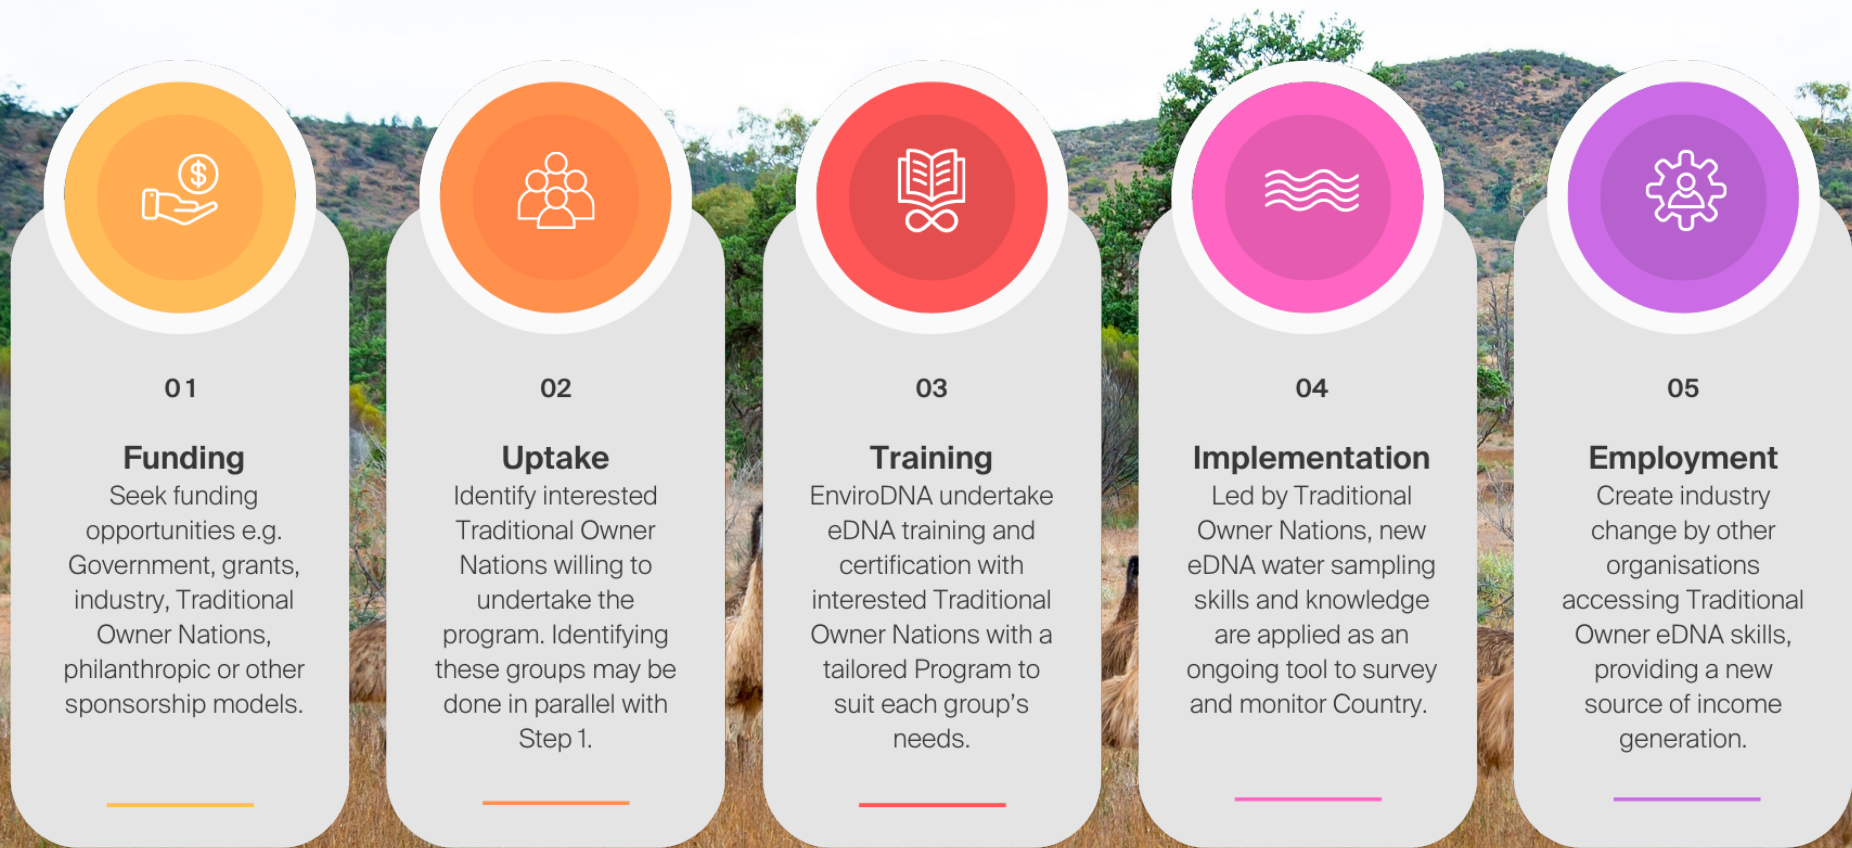 01
Funding
Seek funding
opportunities e.g.
Government, grants,
industry, Traditional
Owner Nations,
philanthropic or other
sponsorship models.
02
Uptake
Identify interested
Traditional Owner
Nations willing to
undertake the
program. Identifying
these groups may be
done in parallel with
Step 1.
03
Training
EnviroDNA undertake
eDNA training and
certification with
interested Traditional
Owner Nations with a
tailored Program to
suit each group’s
needs.
04
Implementation
Led by Traditional
Owner Nations, new
eDNA water sampling
skills and knowledge
are applied as an
ongoing tool to survey
and monitor Country.
05
Employment
Create industry
change by other
organisations
accessing Traditional
Owner eDNA skills,
providing a new
source of income
generation.